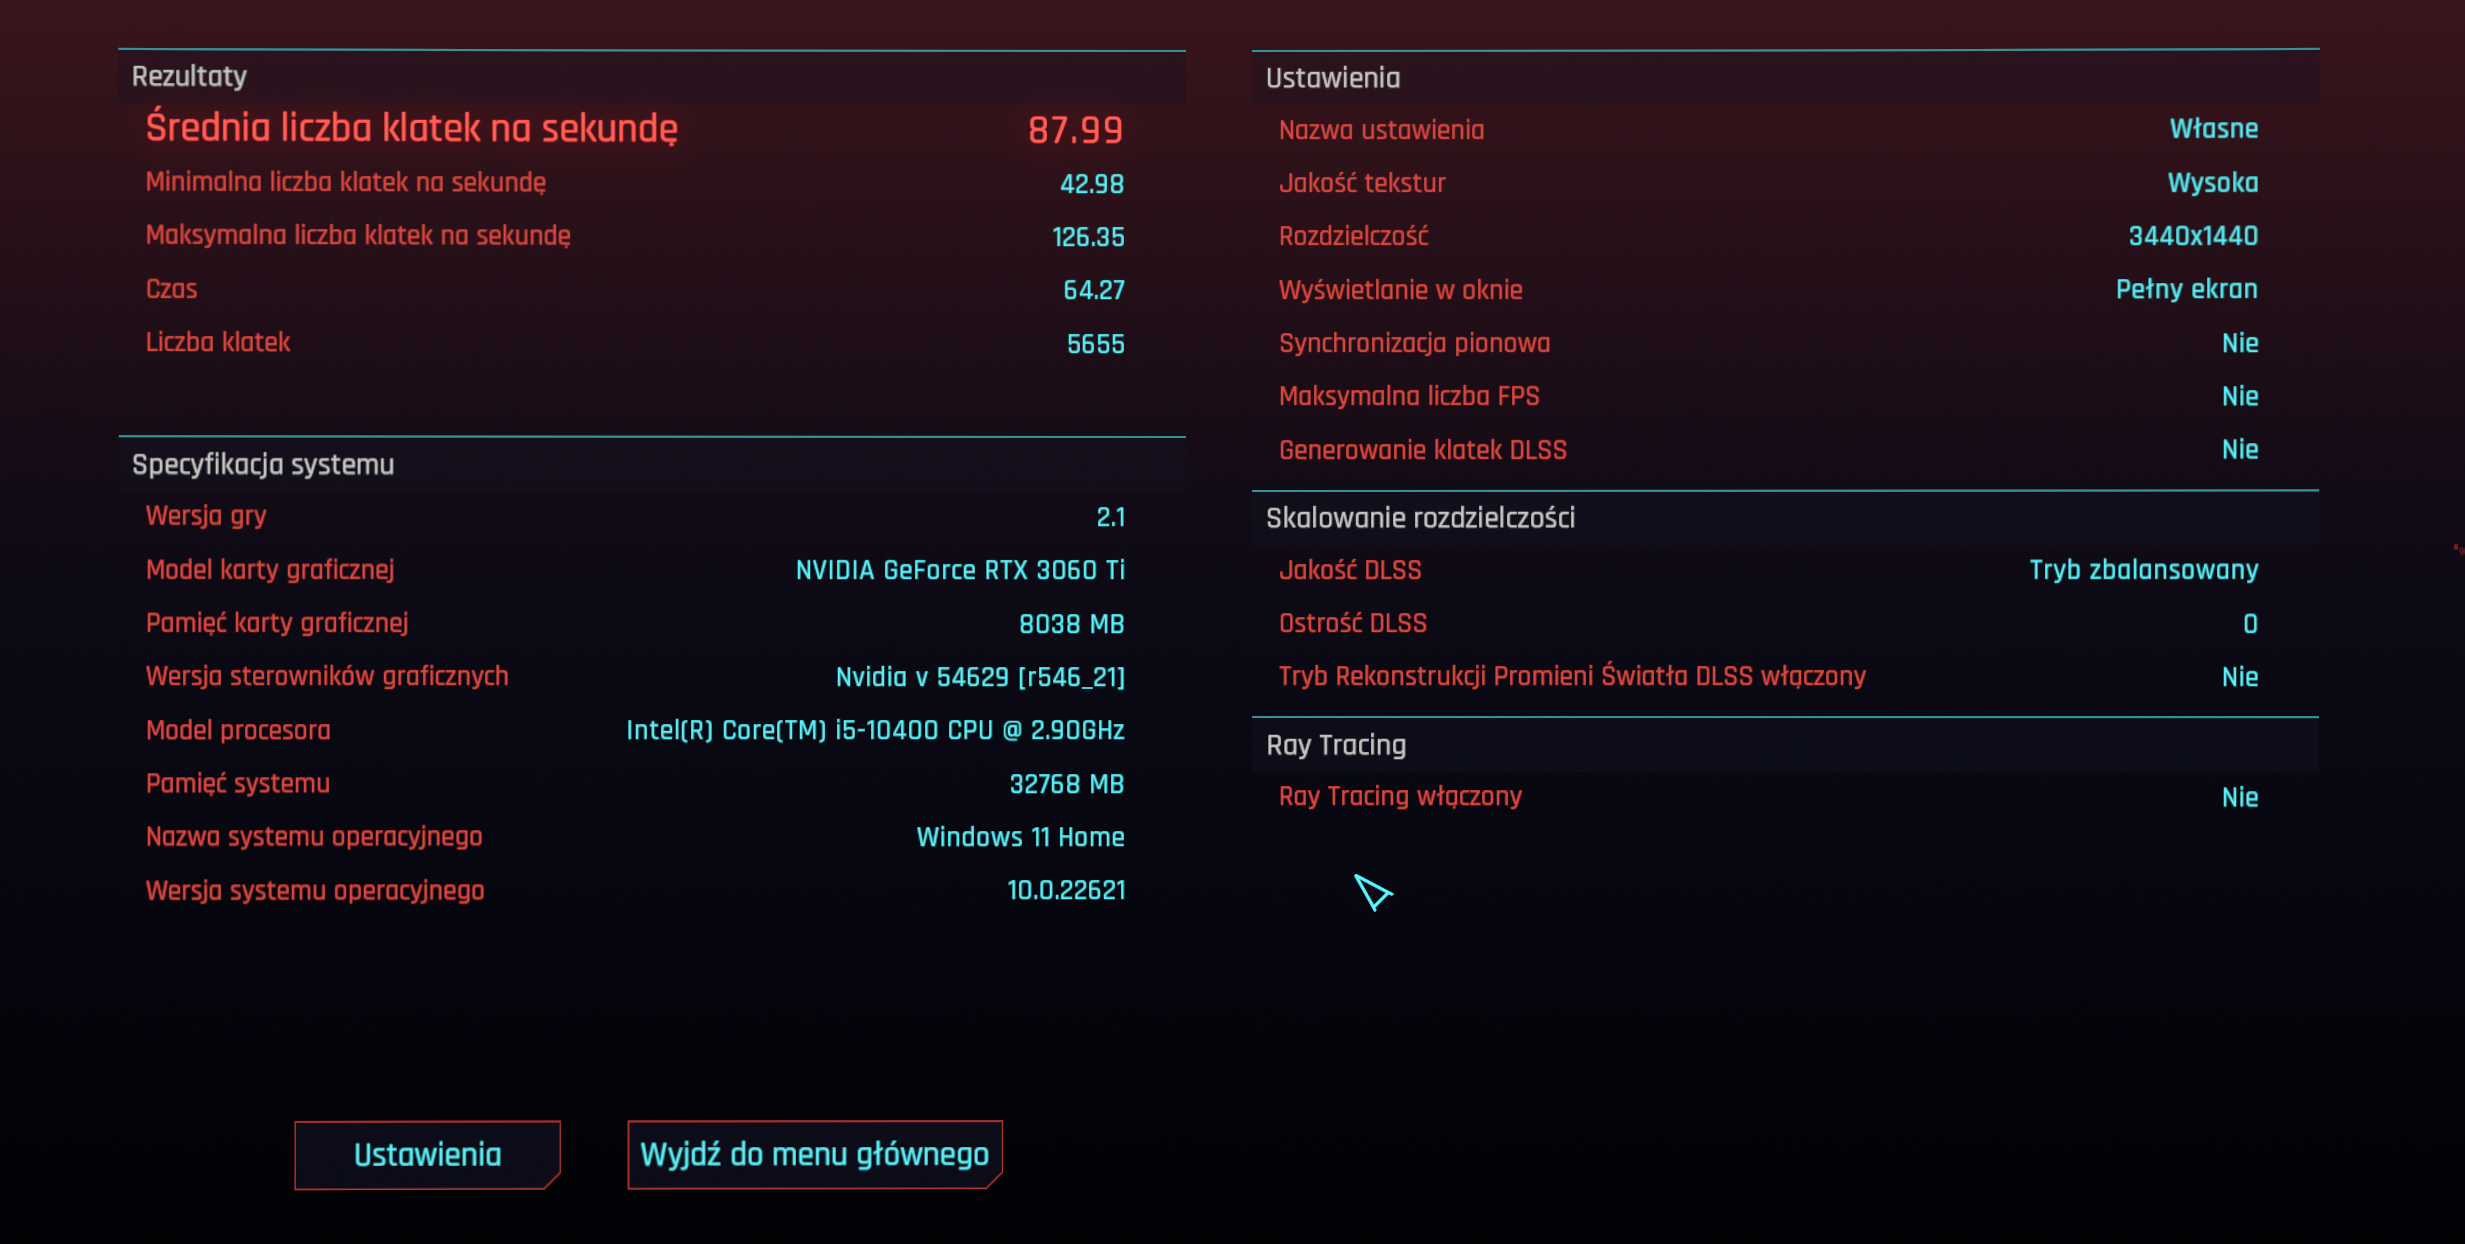 Rezultaty
Średnia liczba klatek na sekundę 87.99
Minimalna liczba klatek na sekundę 42.98
Maksymalna liczba klatek na sekundę 126.35
Czas 64.27
Liczba klatek 5655
Specyfikacja systemu
Wersja gry 2.1
Model karty graficznej NVIDIA GeForce RTX 3060 Ti
Pamięć karty graficznej 8038 MB
Wersja sterowników graficznych Nvidia v 54629 [r546_21]
Model procesora Intel(R) Core(TM) i5-10400 CPU @ 2.90GHz
Pamięć systemu 32768 MB
Nazwa systemu operacyjnego Windows 11 Home
Wersja systemu operacyjnego 10.0.22621
Ustawienia
Nazwa ustawienia Własne
Jakość tekstur Wysoka
Rozdzielczość 3440x1440
Wyświetlanie w oknie Pełny ekran
Synchronizacja pionowa Nie
Maksymalna liczba FPS Nie
Generowanie klatek DLSS Nie
Skalowanie rozdzielczości
Jakość DLSS Tryb zbalansowany
Ostrość DLSS 0
Tryb Rekonstrukcji Promieni Światła DLSS włączony Nie
Ray Tracing
Ray Tracing włączony Nie
Ustawienia
Wyjdź do menu głównego